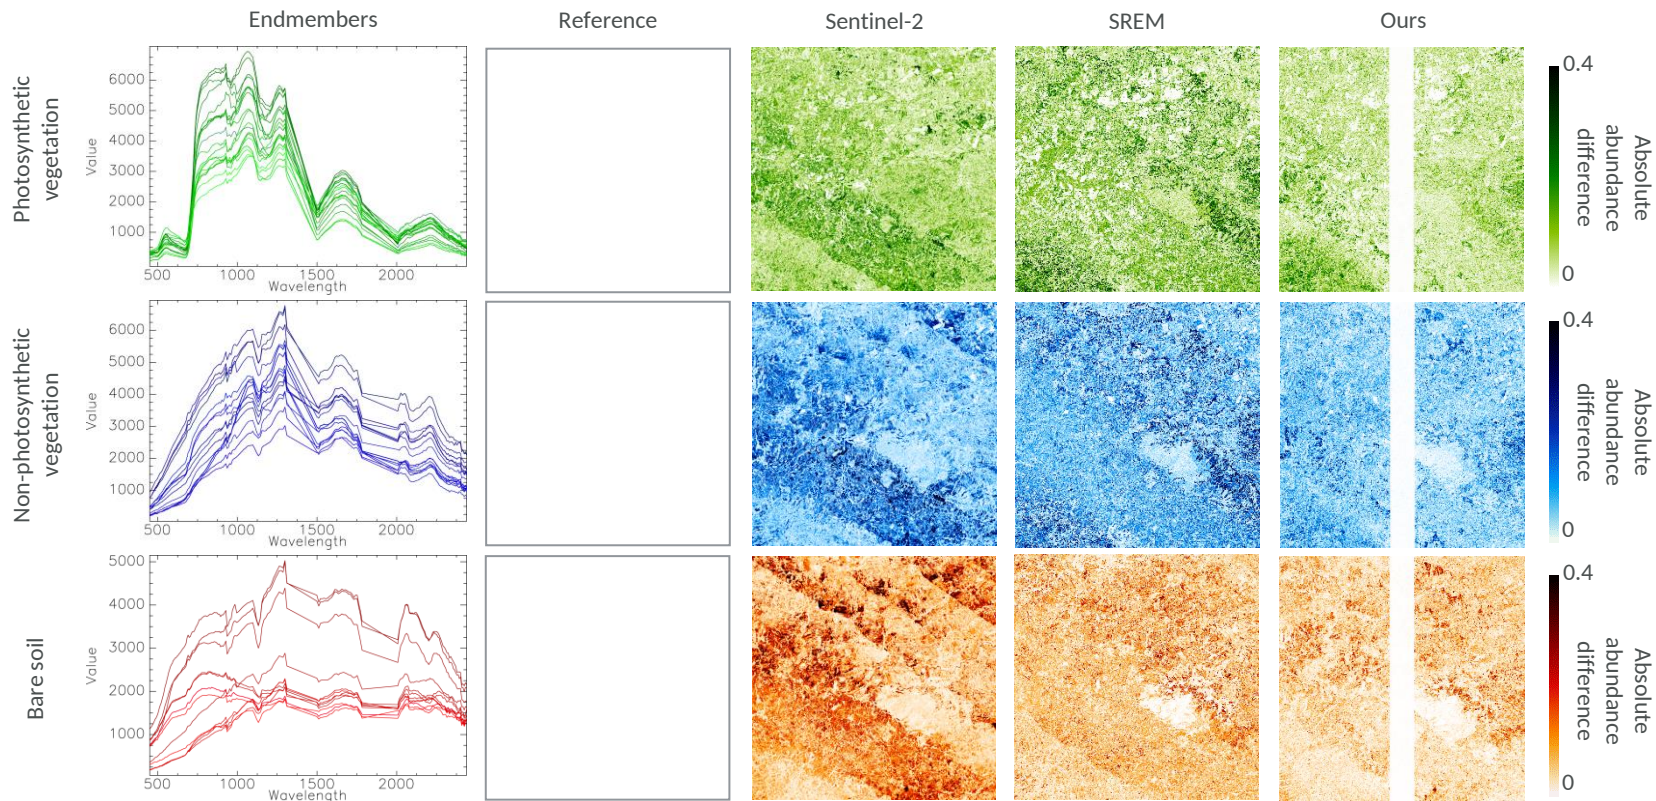 Endmembers Reference Sentinel-2 SREM Ours
Photosynthetic
vegetation
Value
6000
5000
4000
3000
2000
1000
500 1000 1500 2000
Wavelength
0.4
0
Absolute
abundance
difference
Non-photosynthetic
vegetation
Value
6000
5000
4000
3000
2000
1000
500 1000 1500 2000
Wavelength
0.4
0
Absolute
abundance
difference
Bare soil
Value
5000
4000
3000
2000
1000
500 1000 1500 2000
Wavelength
0.4
0
Absolute
abundance
difference